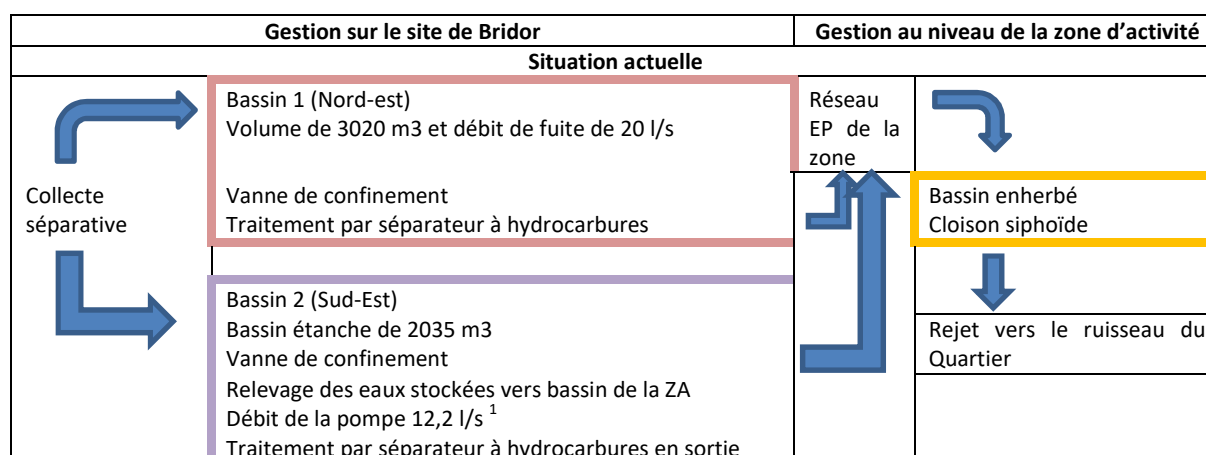 Gestion sur le site de Bridor
Gestion au niveau de la zone d'activité
Situation actuelle
Collecte
séparative
Bassin 1 (Nord-est)
Volume de 3020 m3 et débit de fuite de 20 l/s
Vanne de confinement
Traitement par séparateur à hydrocarbures
Bassin 2 (Sud-Est)
Bassin étanche de 2035 m3
Vanne de confinement
Relevage des eaux stockées vers bassin de la ZA
Débit de la pompe 12,2 l/s 1
Traitement par séparateur à hydrocarbures en sortie
Réseau
EP de la
zone
Bassin enherbé
Cloison siphoïde
Rejet vers le ruisseau du
Quartier